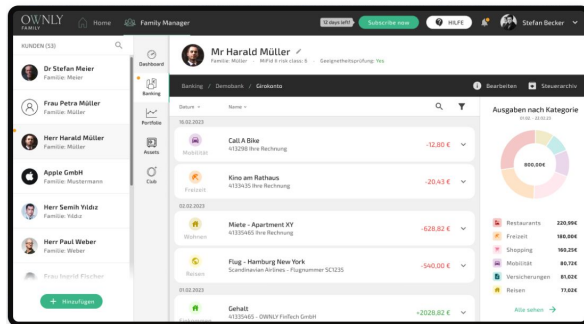 OWNLY
FAMILY
Home
Family Manager
12 days left!
Subscribe now
HILFE
Stefan Becker
KUNDEN (53)
Dr Stefan Meier
Familie: Meier
Frau Petra Müller
Familie: Müller
Herr Harald Müller
Familie: Müller
Apple GmbH
Familie: Mustermann
Herr Semih Yıldız
Familie: Yıldız
Herr Paul Weber
Familie: Weber
Frau Ingrid Fischer
+ Hinzufügen
Dashboard
Banking
Portfolio
Assets
Club
Mr Harald Müller
Familie: Müller - MiFid II risk class: 6 - Geeignetheitsprüfung: Yes
Banking / Demobank / Girokonto
Bearbeiten
Steuerarchiv
Datum
Name
16.02.2023
Mobilität
Call A Bike
413298 Ihre Rechnung
-12,80 €
Freizeit
Kino am Rathaus
4133435 Ihre Rechnung
-20,43 €
02.02.2023
Wohnen
Miete - Apartment XY
41335465 Ihre Rechnung
-628,82 €
Reisen
Flug - Hamburg New York
Scandinavian Airlines - Flugnummer SC1235
-540,00 €
01.02.2023
Gehalt
41335465 - OWNLY FinTech GmbH
+2028,82 €
Ausgaben nach Kategorie
800,00€
Restaurants 220,99€
Freizeit 180,00€
Shopping 160,25€
Mobilität 80,72€
Versicherungen 81,02€
Reisen 77,02€
Alle sehen